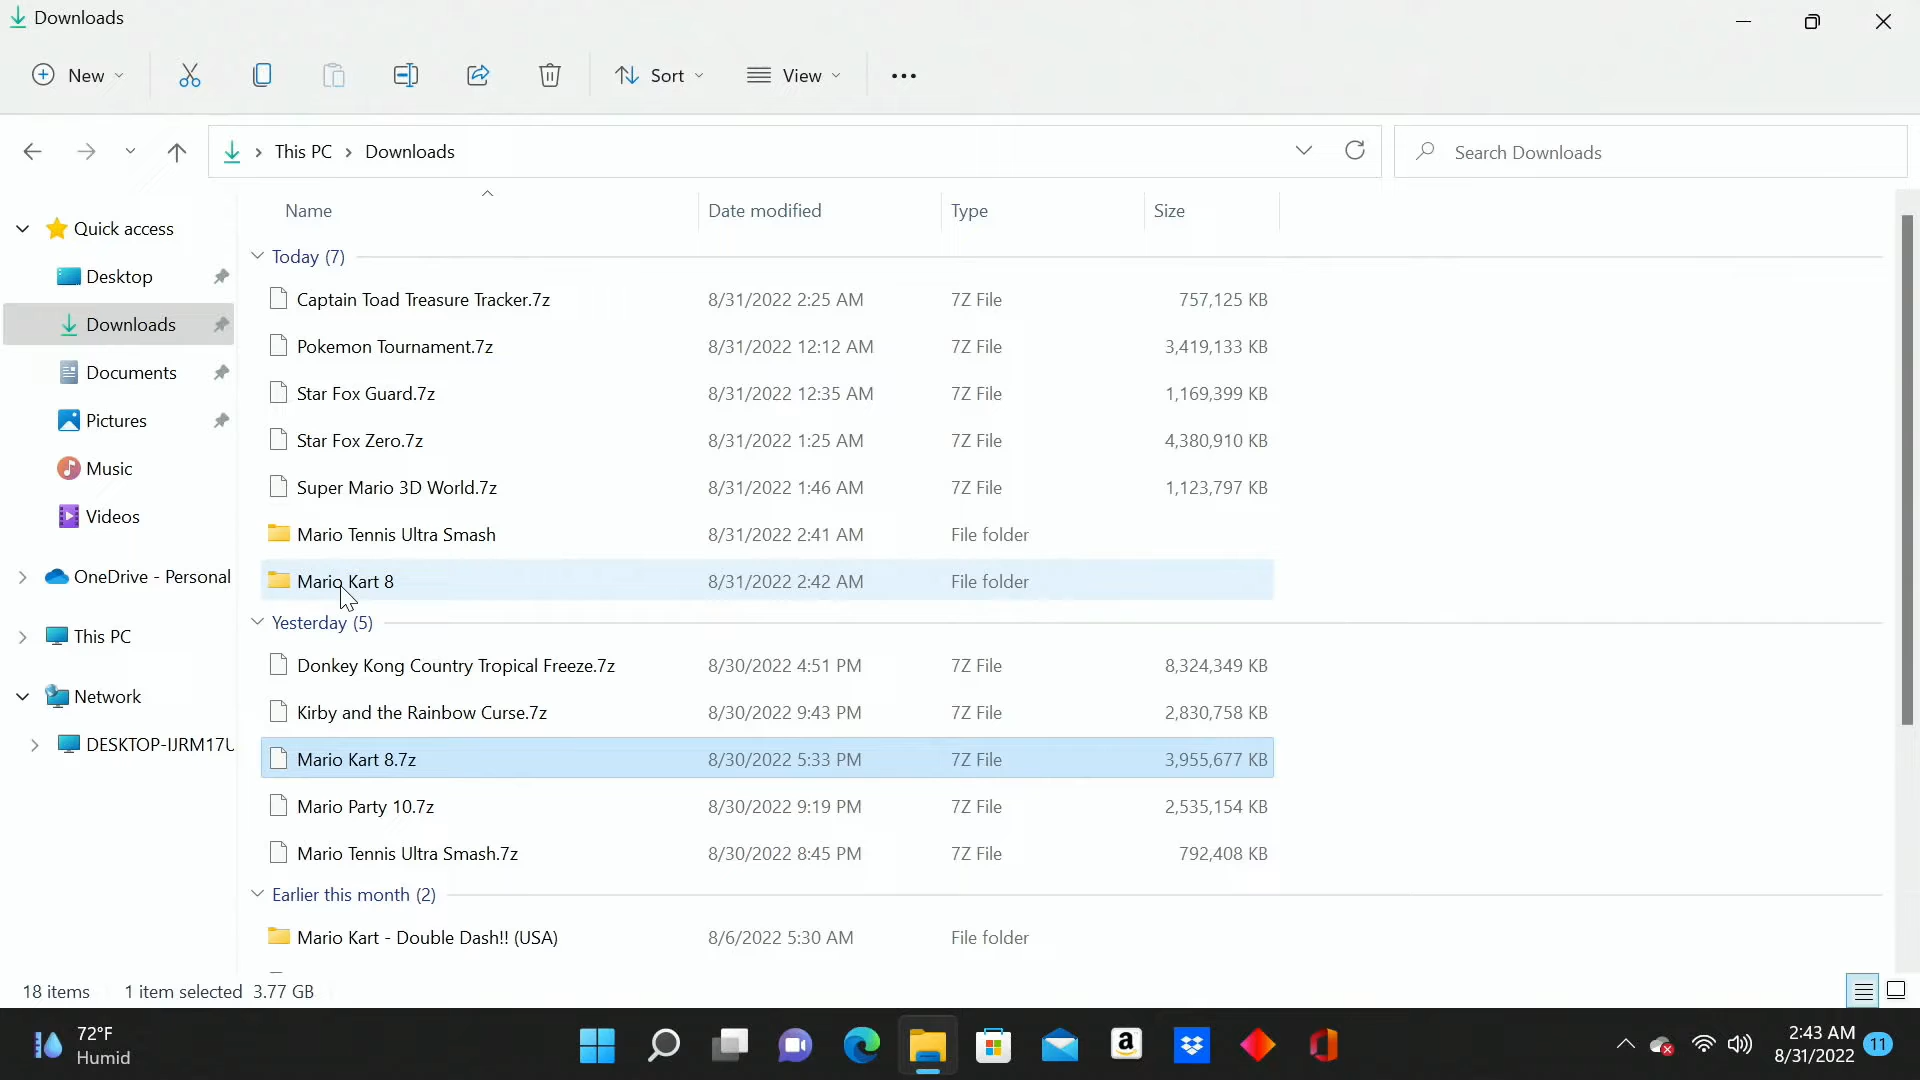 Downloads
New
Sort
View
This PC
Downloads
Search Downloads
Name
Date modified
Type
Size
Quick access
Desktop
Downloads
Documents
Pictures
Music
Videos
OneDrive - Personal
This PC
Network
DESKTOP-IJRM17U
Today (7)
Captain Toad Treasure Tracker.7z 8/31/2022 2:25 AM 7Z File 757,125 KB
Pokemon Tournament.7z 8/31/2022 12:12 AM 7Z File 3,419,133 KB
Star Fox Guard.7z 8/31/2022 12:35 AM 7Z File 1,169,399 KB
Star Fox Zero.7z 8/31/2022 1:25 AM 7Z File 4,380,910 KB
Super Mario 3D World.7z 8/31/2022 1:46 AM 7Z File 1,123,797 KB
Mario Tennis Ultra Smash 8/31/2022 2:41 AM File folder
Mario Kart 8 8/31/2022 2:42 AM File folder
Yesterday (5)
Donkey Kong Country Tropical Freeze.7z 8/30/2022 4:51 PM 7Z File 8,324,349 KB
Kirby and the Rainbow Curse.7z 8/30/2022 9:43 PM 7Z File 2,830,758 KB
Mario Kart 8.7z 8/30/2022 5:33 PM 7Z File 3,955,677 KB
Mario Party 10.7z 8/30/2022 9:19 PM 7Z File 2,535,154 KB
Mario Tennis Ultra Smash.7z 8/30/2022 8:45 PM 7Z File 792,408 KB
Earlier this month (2)
Mario Kart - Double Dash!! (USA) 8/6/2022 5:30 AM File folder
18 items 1 item selected 3.77 GB
72°F
Humid
a
2:43 AM
8/31/2022
11